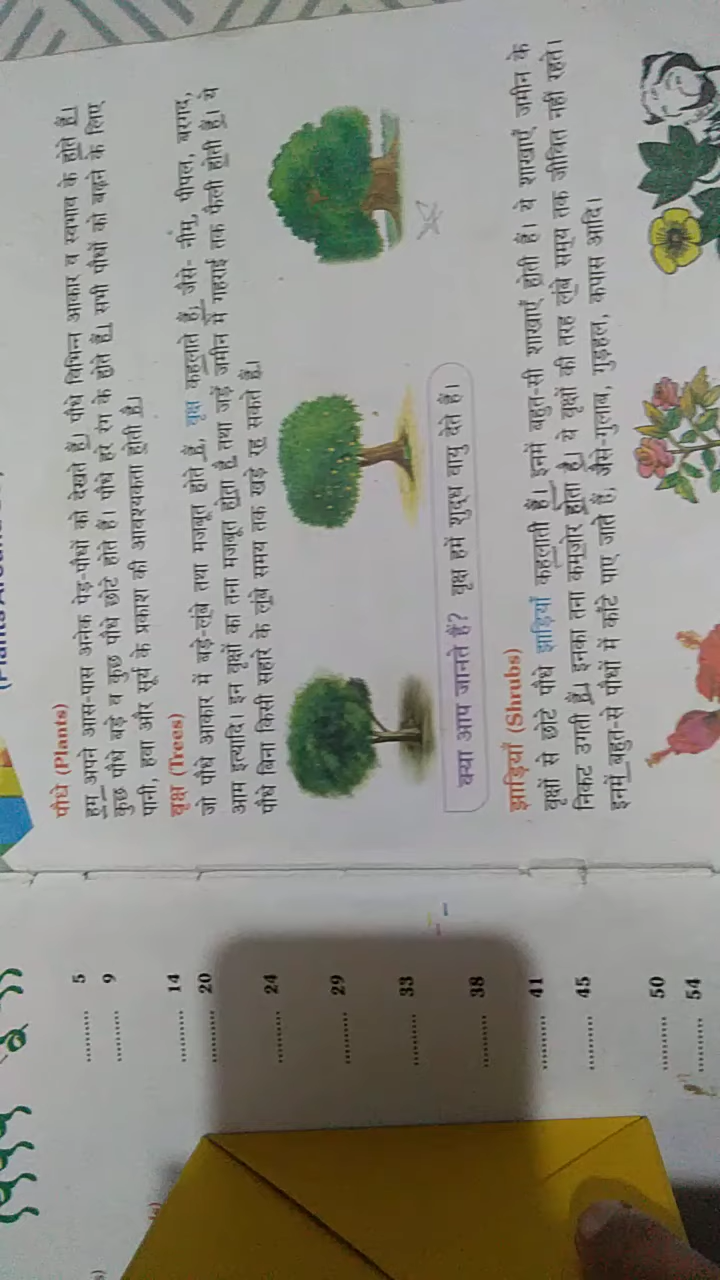 पौधे (Plants)
हम अपने आस-पास अनेक पेड़-पौधों को देखते हैं। पौधे विभिन्न आकार व स्वभाव के होते हैं।
कुछ पौधे बड़े व कुछ पौधे छोटे होते हैं। पौधे हरे रंग के होते हैं। सभी पौधों को बढ़ने के लिए
पानी, हवा और सूर्य के प्रकाश की आवश्यकता होती है।
वृक्ष (Trees)
जो पौधे आकार में बड़े-लंबे तथा मजबूत होते हैं, वृक्ष कहलाते हैं; जैसे- नीम, पीपल, बरगद,
आम इत्यादि। इन वृक्षों का तना मजबूत होता है तथा जड़ें जमीन में गहराई तक फैली होती हैं। ये
पौधे बिना किसी सहारे के लंबे समय तक खड़े रह सकते हैं।
क्या आप जानते हैं? वृक्ष हमें शुद्ध वायु देते हैं।
झाड़ियाँ (Shrubs)
वृक्षों से छोटे पौधे झाड़ियाँ कहलाती हैं। इनमें बहुत-सी शाखाएँ होती हैं। ये शाखाएँ जमीन के
निकट उगती हैं। इनका तना कमजोर होता है। ये वृक्षों की तरह लंबे समय तक जीवित नहीं रहते।
इनमें बहुत-से पौधों में काँटे पाए जाते हैं; जैसे-गुलाब, गुड़हल, कपास आदि।
.......... 5
.......... 9
.......... 14
.......... 20
.......... 24
.......... 29
.......... 33
.......... 38
.......... 41
.......... 45
.......... 50
.......... 54